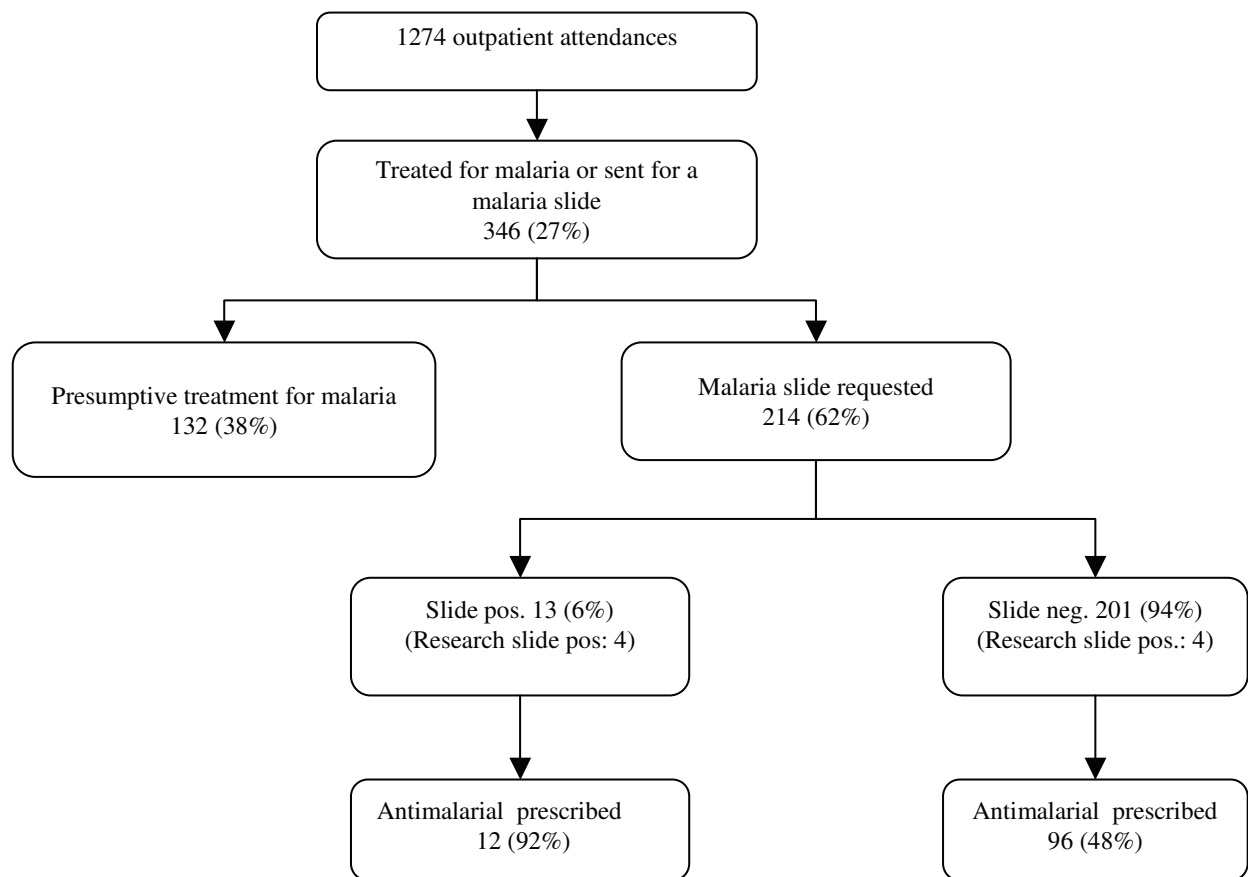 1274 outpatient attendances
Treated for malaria or sent for a
malaria slide
346 (27%)
Presumptive treatment for malaria
132 (38%)
Malaria slide requested
214 (62%)
Slide pos. 13 (6%)
(Research slide pos: 4)
Slide neg. 201 (94%)
(Research slide pos.: 4)
Antimalarial prescribed
12 (92%)
Antimalarial prescribed
96 (48%)